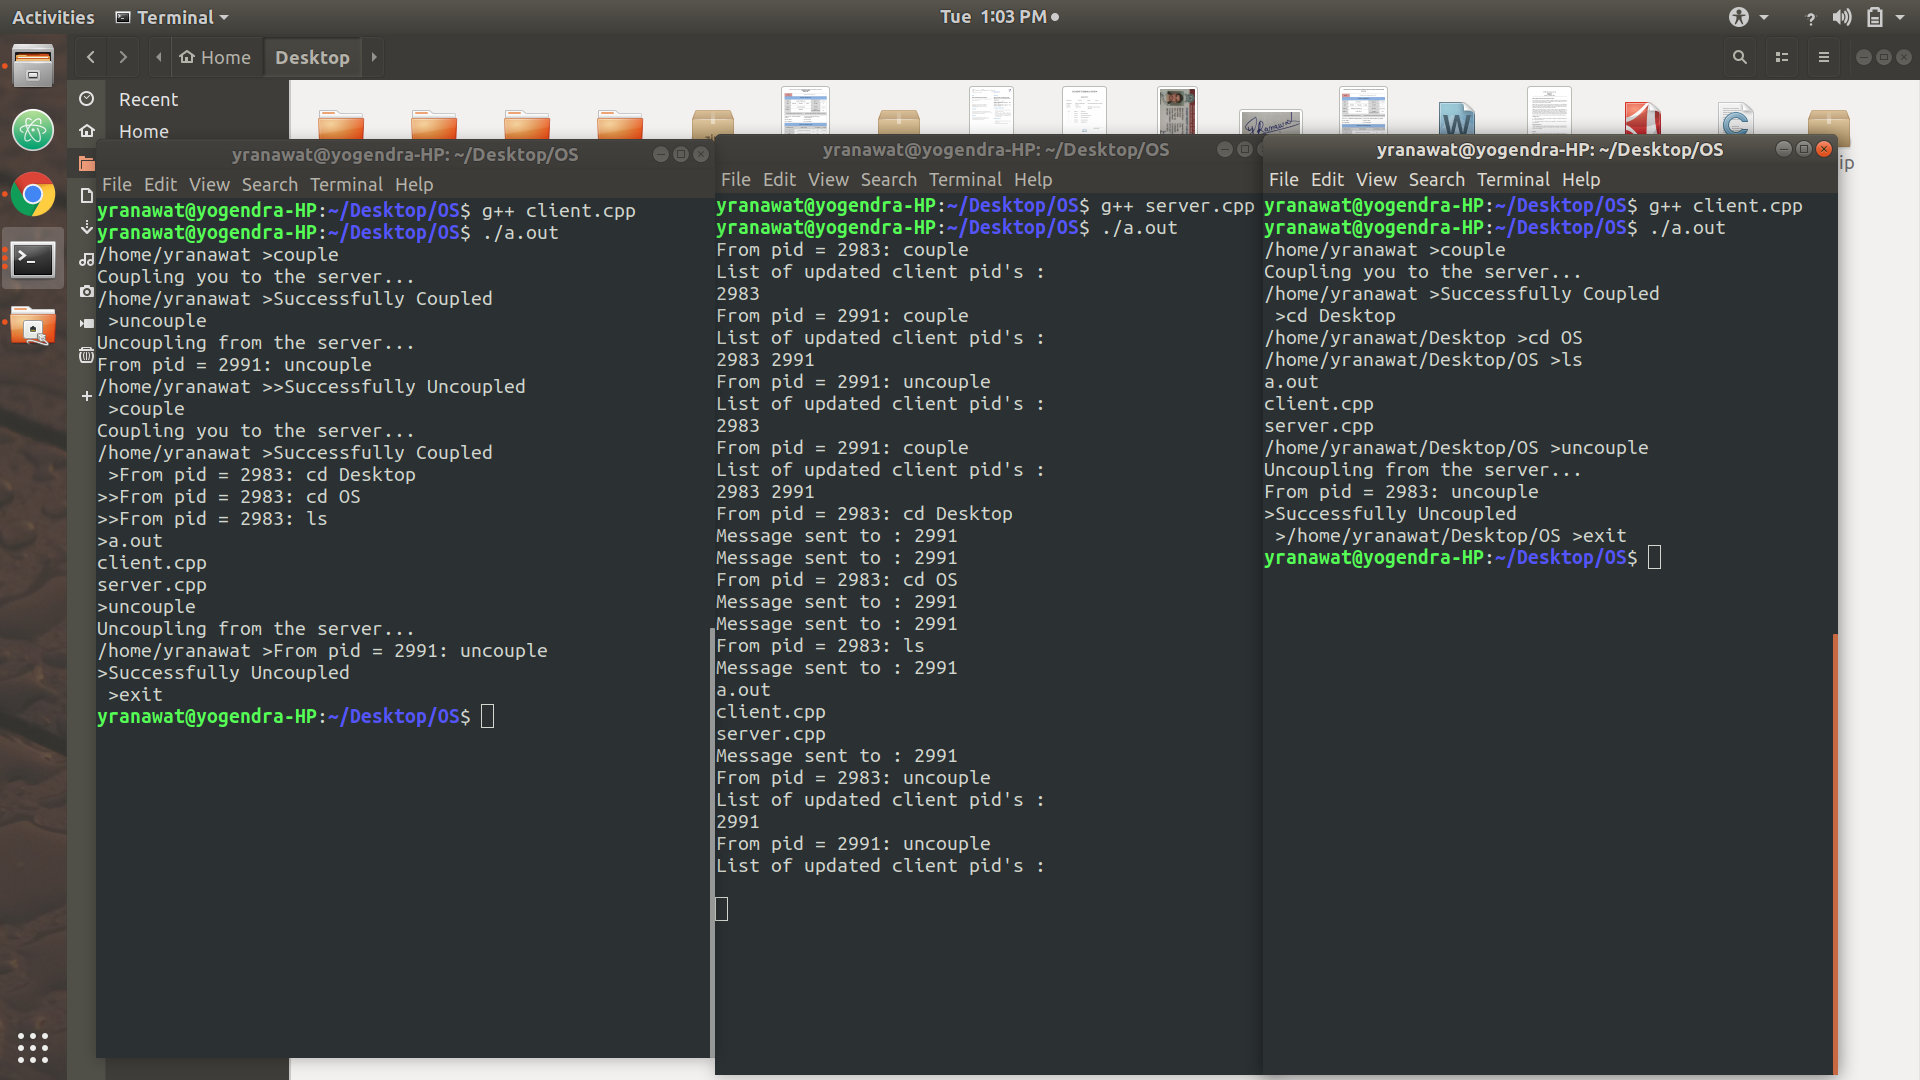 Activities
Terminal
Tue 1:03 PM
Home
Desktop
Recent
Home
yranawat@yogendra-HP: ~/Desktop/OS
File Edit View Search Terminal Help
yranawat@yogendra-HP:~/Desktop/OS$ g++ client.cpp
yranawat@yogendra-HP:~/Desktop/OS$ ./a.out
/home/yranawat >couple
Coupling you to the server...
/home/yranawat >Successfully Coupled
>uncouple
Uncoupling from the server...
From pid = 2991: uncouple
/home/yranawat >>Successfully Uncoupled
>couple
Coupling you to the server...
/home/yranawat >Successfully Coupled
>From pid = 2983: cd Desktop
>>From pid = 2983: cd OS
>>From pid = 2983: ls
>a.out
client.cpp
server.cpp
>uncouple
Uncoupling from the server...
/home/yranawat >From pid = 2991: uncouple
>Successfully Uncoupled
>exit
yranawat@yogendra-HP:~/Desktop/OS$
yranawat@yogendra-HP: ~/Desktop/OS
File Edit View Search Terminal Help
yranawat@yogendra-HP:~/Desktop/OS$ g++ server.cpp
yranawat@yogendra-HP:~/Desktop/OS$ ./a.out
From pid = 2983: couple
List of updated client pid's :
2983
From pid = 2991: couple
List of updated client pid's :
2983 2991
From pid = 2991: uncouple
List of updated client pid's :
2983
From pid = 2991: couple
List of updated client pid's :
2983 2991
From pid = 2983: cd Desktop
Message sent to : 2991
Message sent to : 2991
From pid = 2983: cd OS
Message sent to : 2991
Message sent to : 2991
From pid = 2983: ls
Message sent to : 2991
a.out
client.cpp
server.cpp
Message sent to : 2991
From pid = 2983: uncouple
List of updated client pid's :
2991
From pid = 2991: uncouple
List of updated client pid's :
yranawat@yogendra-HP: ~/Desktop/OS
File Edit View Search Terminal Help
yranawat@yogendra-HP:~/Desktop/OS$ g++ client.cpp
yranawat@yogendra-HP:~/Desktop/OS$ ./a.out
/home/yranawat >couple
Coupling you to the server...
/home/yranawat >Successfully Coupled
>cd Desktop
/home/yranawat/Desktop >cd OS
/home/yranawat/Desktop/OS >ls
a.out
client.cpp
server.cpp
/home/yranawat/Desktop/OS >uncouple
Uncoupling from the server...
From pid = 2983: uncouple
>Successfully Uncoupled
>/home/yranawat/Desktop/OS >exit
yranawat@yogendra-HP:~/Desktop/OS$
ip